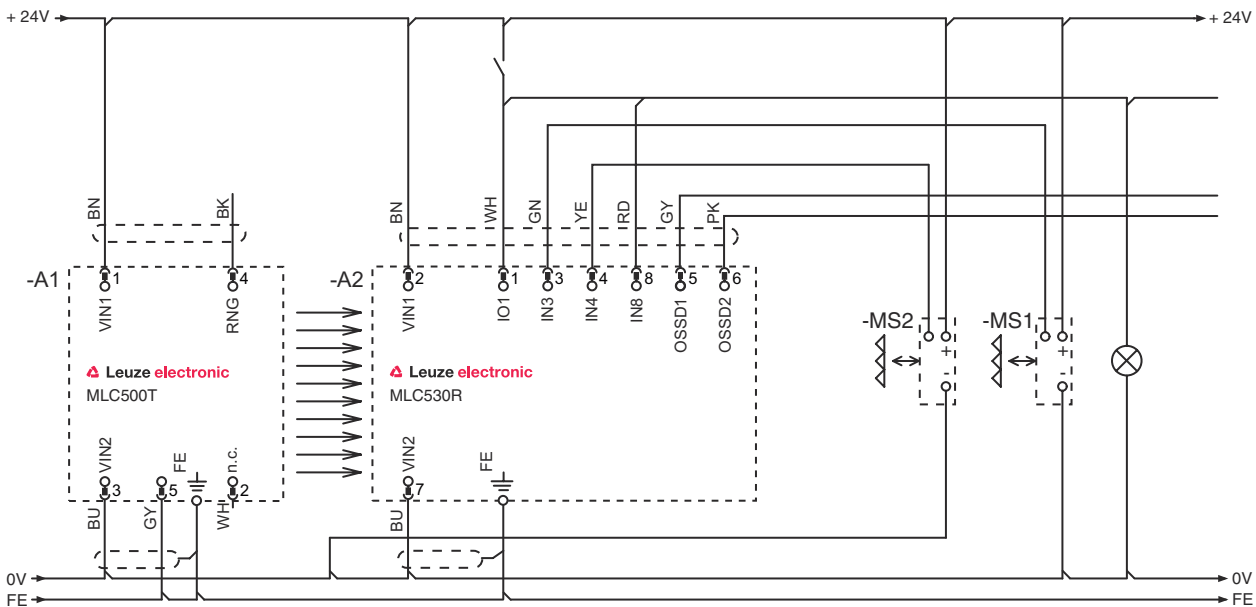 + 24V
+ 24V
BN
BK
BN
WH
GN
YE
RD
GY
PK
-A1
1
4
-A2
2
1
3
4
8
5
6
VIN1
RNG
VIN1
IO1
IN3
IN4
IN8
OSSD1
OSSD2
-MS2
-MS1
+
-
+
-
Leuze electronic
MLC500T
Leuze electronic
MLC530R
VIN2
FE
n.c.
VIN2
FE
3
5
2
7
BU
GY
WH
BU
0V
0V
FE
FE